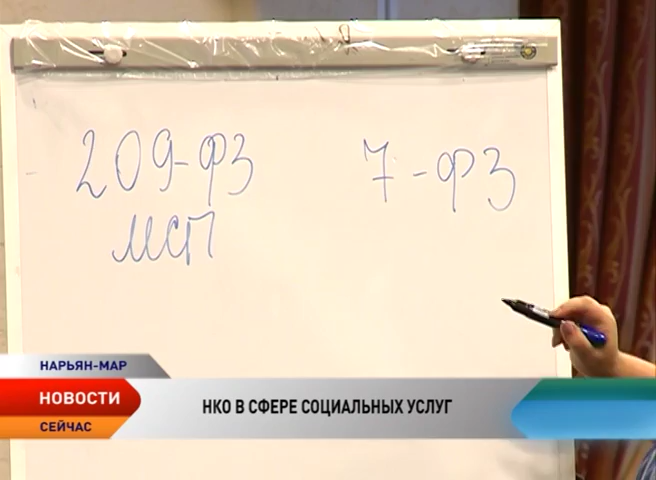 209-ФЗ 7-ФЗ
МСП
НАРЬЯН-МАР
НОВОСТИ
СЕЙЧАС
НКО В СФЕРЕ СОЦИАЛЬНЫХ УСЛУГ